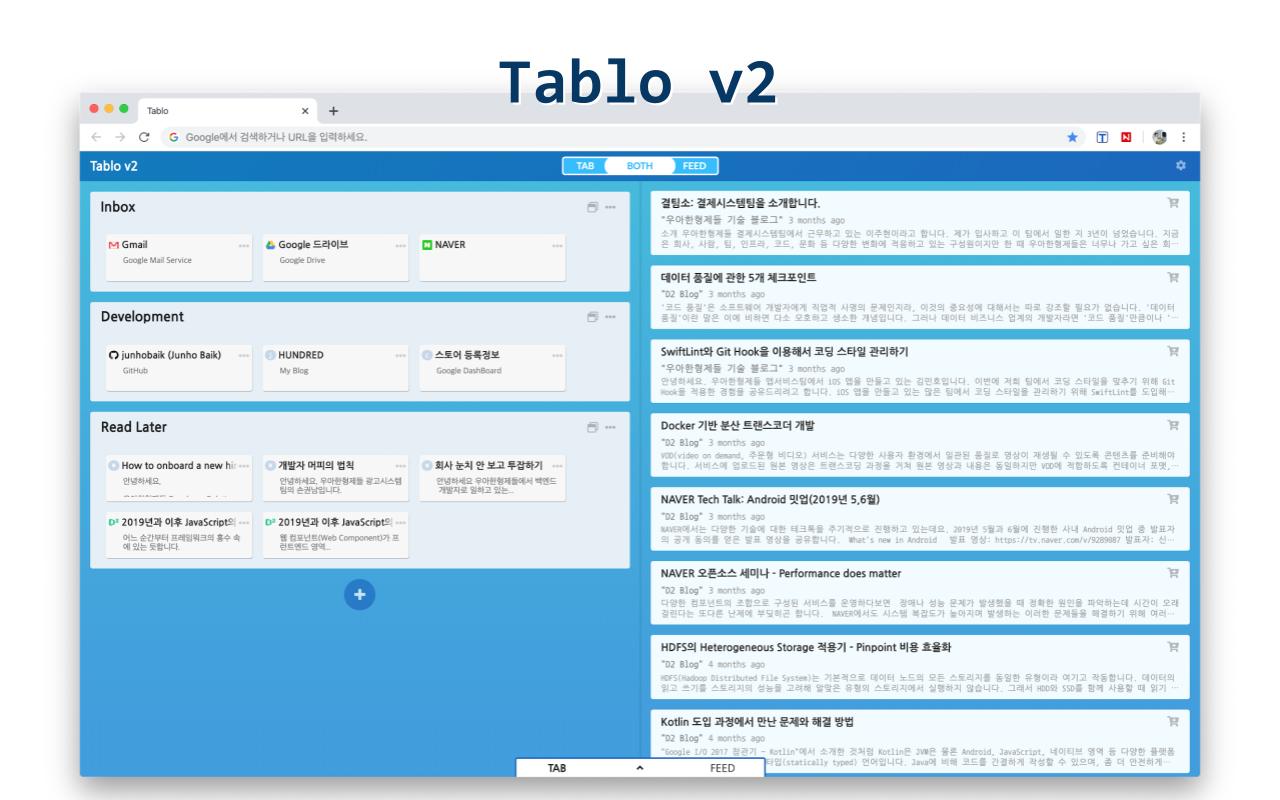 Tablo v2
Tablo
Google에서 검색하거나 URL을 입력하세요.
Tablo v2
TAB BOTH FEED
Inbox
Gmail
Google Mail Service
Google 드라이브
Google Drive
NAVER
Development
junhobaik (Junho Baik)
GitHub
HUNDRED
My Blog
스토어 등록정보
Google DashBoard
Read Later
How to onboard a new hi
안녕하세요,
개발자 머피의 법칙
안녕하세요, 우아한형제들 광고시스템
팀의 손권남입니다.
회사 눈치 안 보고 투잡하기
안녕하세요 우아한형제들에서 백엔드
개발자로 일하고 있는...
D² 2019년과 이후 JavaScript의
어느 순간부터 프레임워크의 홍수 속
에 있는 듯합니다.
D² 2019년과 이후 JavaScript의
웹 컴포넌트(Web Component)가 프
런트엔드 영역...
결팀소: 결제시스템팀을 소개합니다.
"우아한형제들 기술 블로그" 3 months ago
소개 우아한형제들 결제시스템팀에서 근무하고 있는 이주현이라고 합니다. 제가 입사하고 이 팀에서 일한 지 3년이 넘었습니다. 지금
은 회사, 사람, 팀, 인프라, 코드, 문화 등 다양한 변화에 적응하고 있는 구성원이지만 한 때 우아한형제들은 너무나 가고 싶은 회…
데이터 품질에 관한 5개 체크포인트
"D2 Blog" 3 months ago
'코드 품질'은 소프트웨어 개발자에게 직업적 사명의 문제인지라, 이것의 중요성에 대해서는 따로 강조할 필요가 없습니다. '데이터
품질'이란 말은 이에 비하면 다소 모호하고 생소한 개념입니다. 그러나 데이터 비즈니스 업계의 개발자라면 '코드 품질'만큼이나 '…
SwiftLint와 Git Hook을 이용해서 코딩 스타일 관리하기
"우아한형제들 기술 블로그" 3 months ago
안녕하세요, 우아한형제들 앱서비스팀에서 iOS 앱을 만들고 있는 김민호입니다. 이번에 저희 팀에서 코딩 스타일을 맞추기 위해 Git
Hook을 적용한 경험을 공유드리려고 합니다. iOS 앱을 만들고 있는 많은 팀에서 코딩 스타일을 관리하기 위해 SwiftLint를 도입해…
Docker 기반 분산 트랜스코더 개발
"D2 Blog" 3 months ago
VOD(video on demand, 주문형 비디오) 서비스는 다양한 사용자 환경에서 일관된 품질로 영상이 재생될 수 있도록 콘텐츠를 준비해야
합니다. 서비스에 업로드된 원본 영상은 트랜스코딩 과정을 거쳐 원본 영상과 내용은 동일하지만 VOD에 적합하도록 컨테이너 포맷,…
NAVER Tech Talk: Android 밋업(2019년 5,6월)
"D2 Blog" 3 months ago
NAVER에서는 다양한 기술에 대한 테크톡을 주기적으로 진행하고 있는데요, 2019년 5월과 6월에 진행한 사내 Android 밋업 중 발표자
의 공개 동의를 얻은 발표 영상을 공유합니다. What's new in Android 발표 영상: https://tv.naver.com/v/9289087 발표자: 신…
NAVER 오픈소스 세미나 - Performance does matter
"D2 Blog" 3 months ago
다양한 컴포넌트의 조합으로 구성된 서비스를 운영하다보면 장애나 성능 문제가 발생했을 때 정확한 원인을 파악하는데 시간이 오래
걸린다는 또다른 난제에 부딪히곤 합니다. NAVER에서도 시스템 복잡도가 높아지며 발생하는 이러한 문제들을 해결하기 위해 여러…
HDFS의 Heterogeneous Storage 적용기 - Pinpoint 비용 효율화
"D2 Blog" 4 months ago
HDFS(Hadoop Distributed File System)는 기본적으로 데이터 노드의 모든 스토리지를 동일한 유형이라 여기고 작동합니다. 데이터의
읽고 쓰기를 스토리지의 성능을 고려해 알맞은 유형의 스토리지에서 실행하지 않습니다. 그래서 HDD와 SSD를 함께 사용할 때 읽기 …
Kotlin 도입 과정에서 만난 문제와 해결 방법
"D2 Blog" 4 months ago
"Google I/O 2017 참관기 - Kotlin"에서 소개한 것처럼 Kotlin은 JVM은 물론 Android, JavaScript, 네이티브 영역 등 다양한 플랫폼
타입(statically typed) 언어입니다. Java에 비해 코드를 간결하게 작성할 수 있으며, 좀 더 안전하게…
TAB FEED